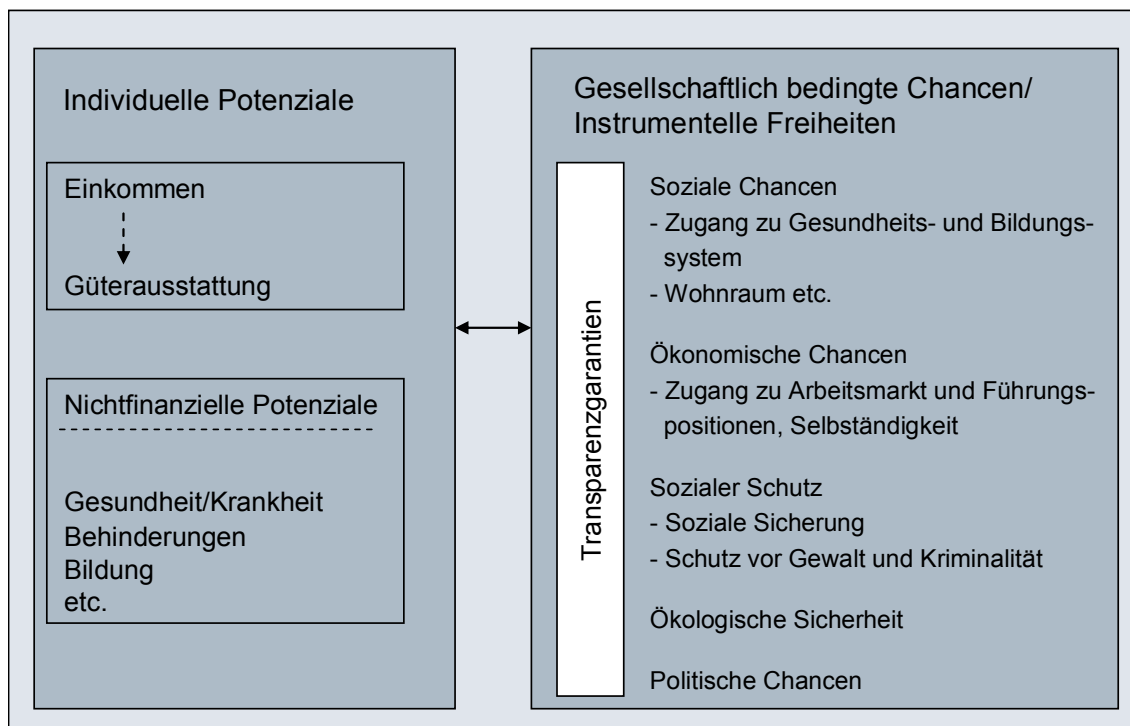 Individuelle Potenziale
Einkommen
Güterausstattung
Nichtfinanzielle Potenziale
Gesundheit/Krankheit
Behinderungen
Bildung
etc.
Gesellschaftlich bedingte Chancen/
Instrumentelle Freiheiten
Transparenzgarantien
Soziale Chancen
- Zugang zu Gesundheits- und Bildungs-
system
- Wohnraum etc.
Ökonomische Chancen
- Zugang zu Arbeitsmarkt und Führungs-
positionen, Selbständigkeit
Sozialer Schutz
- Soziale Sicherung
- Schutz vor Gewalt und Kriminalität
Ökologische Sicherheit
Politische Chancen